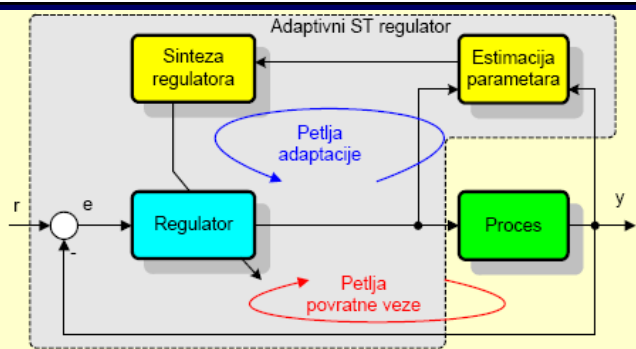 Adaptivni ST regulator
Sinteza
regulatora
Estimacija
parametara
Petlja
adaptacije
r
e
-
Regulator
Proces
y
Petlja
povratne veze